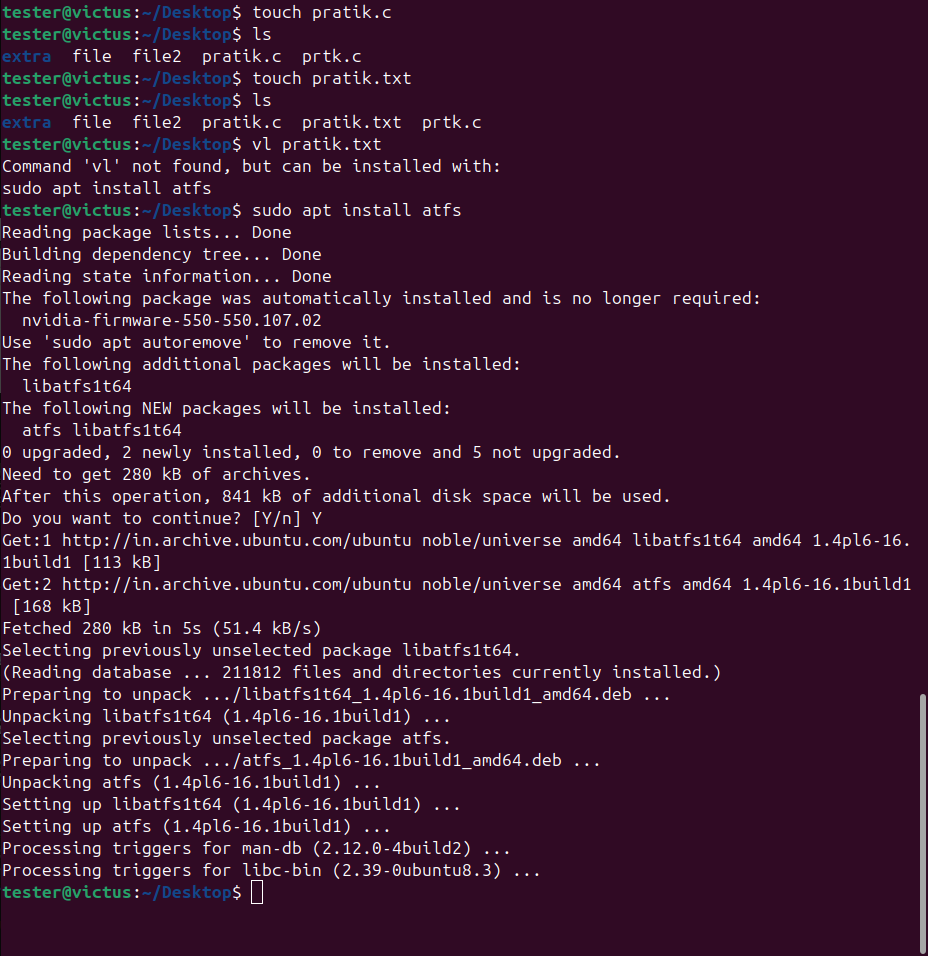 tester@victus:~/Desktop$ touch pratik.c
tester@victus:~/Desktop$ ls
extra  file  file2  pratik.c  prtk.c
tester@victus:~/Desktop$ touch pratik.txt
tester@victus:~/Desktop$ ls
extra  file  file2  pratik.c  pratik.txt  prtk.c
tester@victus:~/Desktop$ vl pratik.txt
Command 'vl' not found, but can be installed with:
sudo apt install atfs
tester@victus:~/Desktop$ sudo apt install atfs
Reading package lists... Done
Building dependency tree... Done
Reading state information... Done
The following package was automatically installed and is no longer required:
  nvidia-firmware-550-550.107.02
Use 'sudo apt autoremove' to remove it.
The following additional packages will be installed:
  libatfs1t64
The following NEW packages will be installed:
  atfs libatfs1t64
0 upgraded, 2 newly installed, 0 to remove and 5 not upgraded.
Need to get 280 kB of archives.
After this operation, 841 kB of additional disk space will be used.
Do you want to continue? [Y/n] Y
Get:1 http://in.archive.ubuntu.com/ubuntu noble/universe amd64 libatfs1t64 amd64 1.4pl6-16.
1build1 [113 kB]
Get:2 http://in.archive.ubuntu.com/ubuntu noble/universe amd64 atfs amd64 1.4pl6-16.1build1
 [168 kB]
Fetched 280 kB in 5s (51.4 kB/s)
Selecting previously unselected package libatfs1t64.
(Reading database ... 211812 files and directories currently installed.)
Preparing to unpack .../libatfs1t64_1.4pl6-16.1build1_amd64.deb ...
Unpacking libatfs1t64 (1.4pl6-16.1build1) ...
Selecting previously unselected package atfs.
Preparing to unpack .../atfs_1.4pl6-16.1build1_amd64.deb ...
Unpacking atfs (1.4pl6-16.1build1) ...
Setting up libatfs1t64 (1.4pl6-16.1build1) ...
Setting up atfs (1.4pl6-16.1build1) ...
Processing triggers for man-db (2.12.0-4build2) ...
Processing triggers for libc-bin (2.39-0ubuntu8.3) ...
tester@victus:~/Desktop$